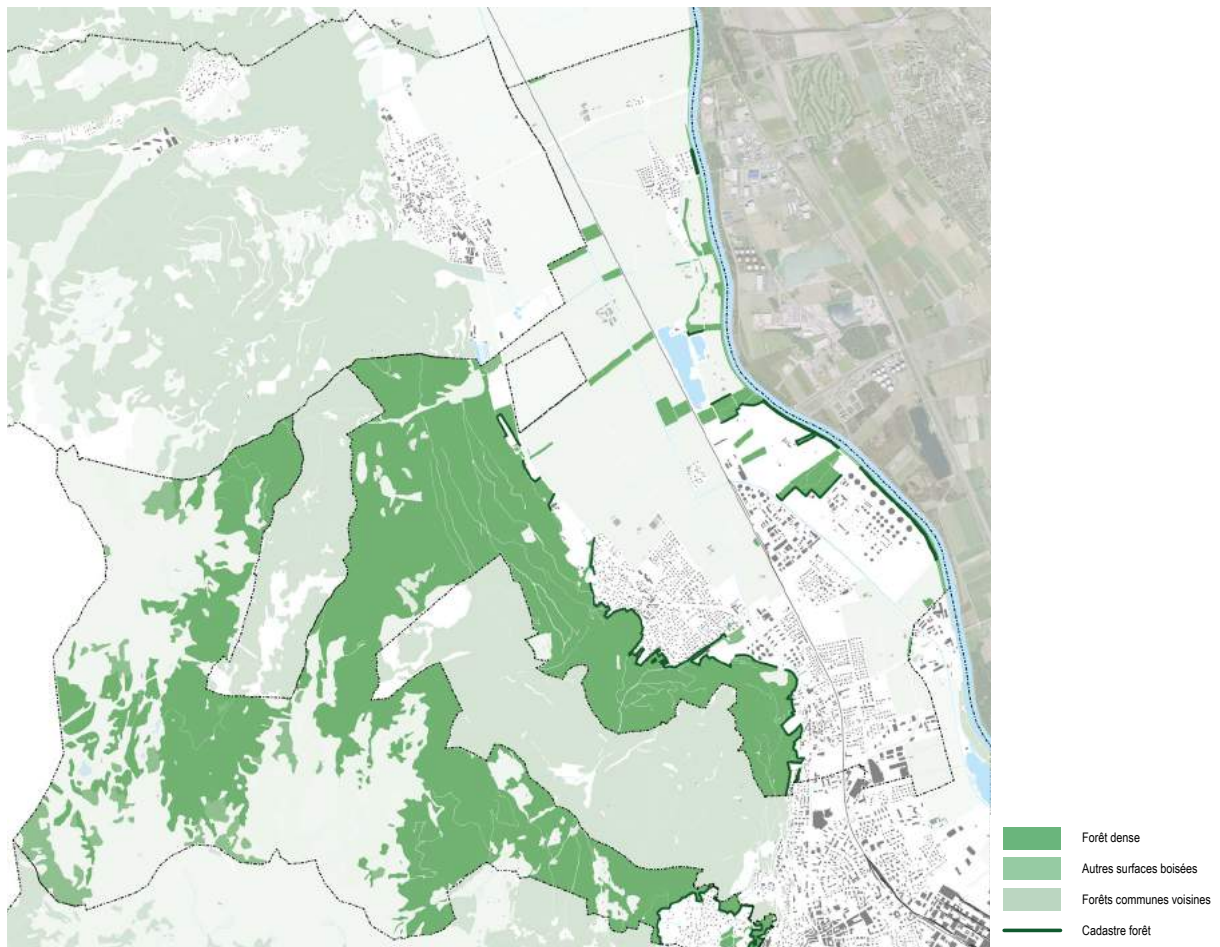 Forêt dense
Autres surfaces boisées
Forêts communes voisines
Cadastre forêt